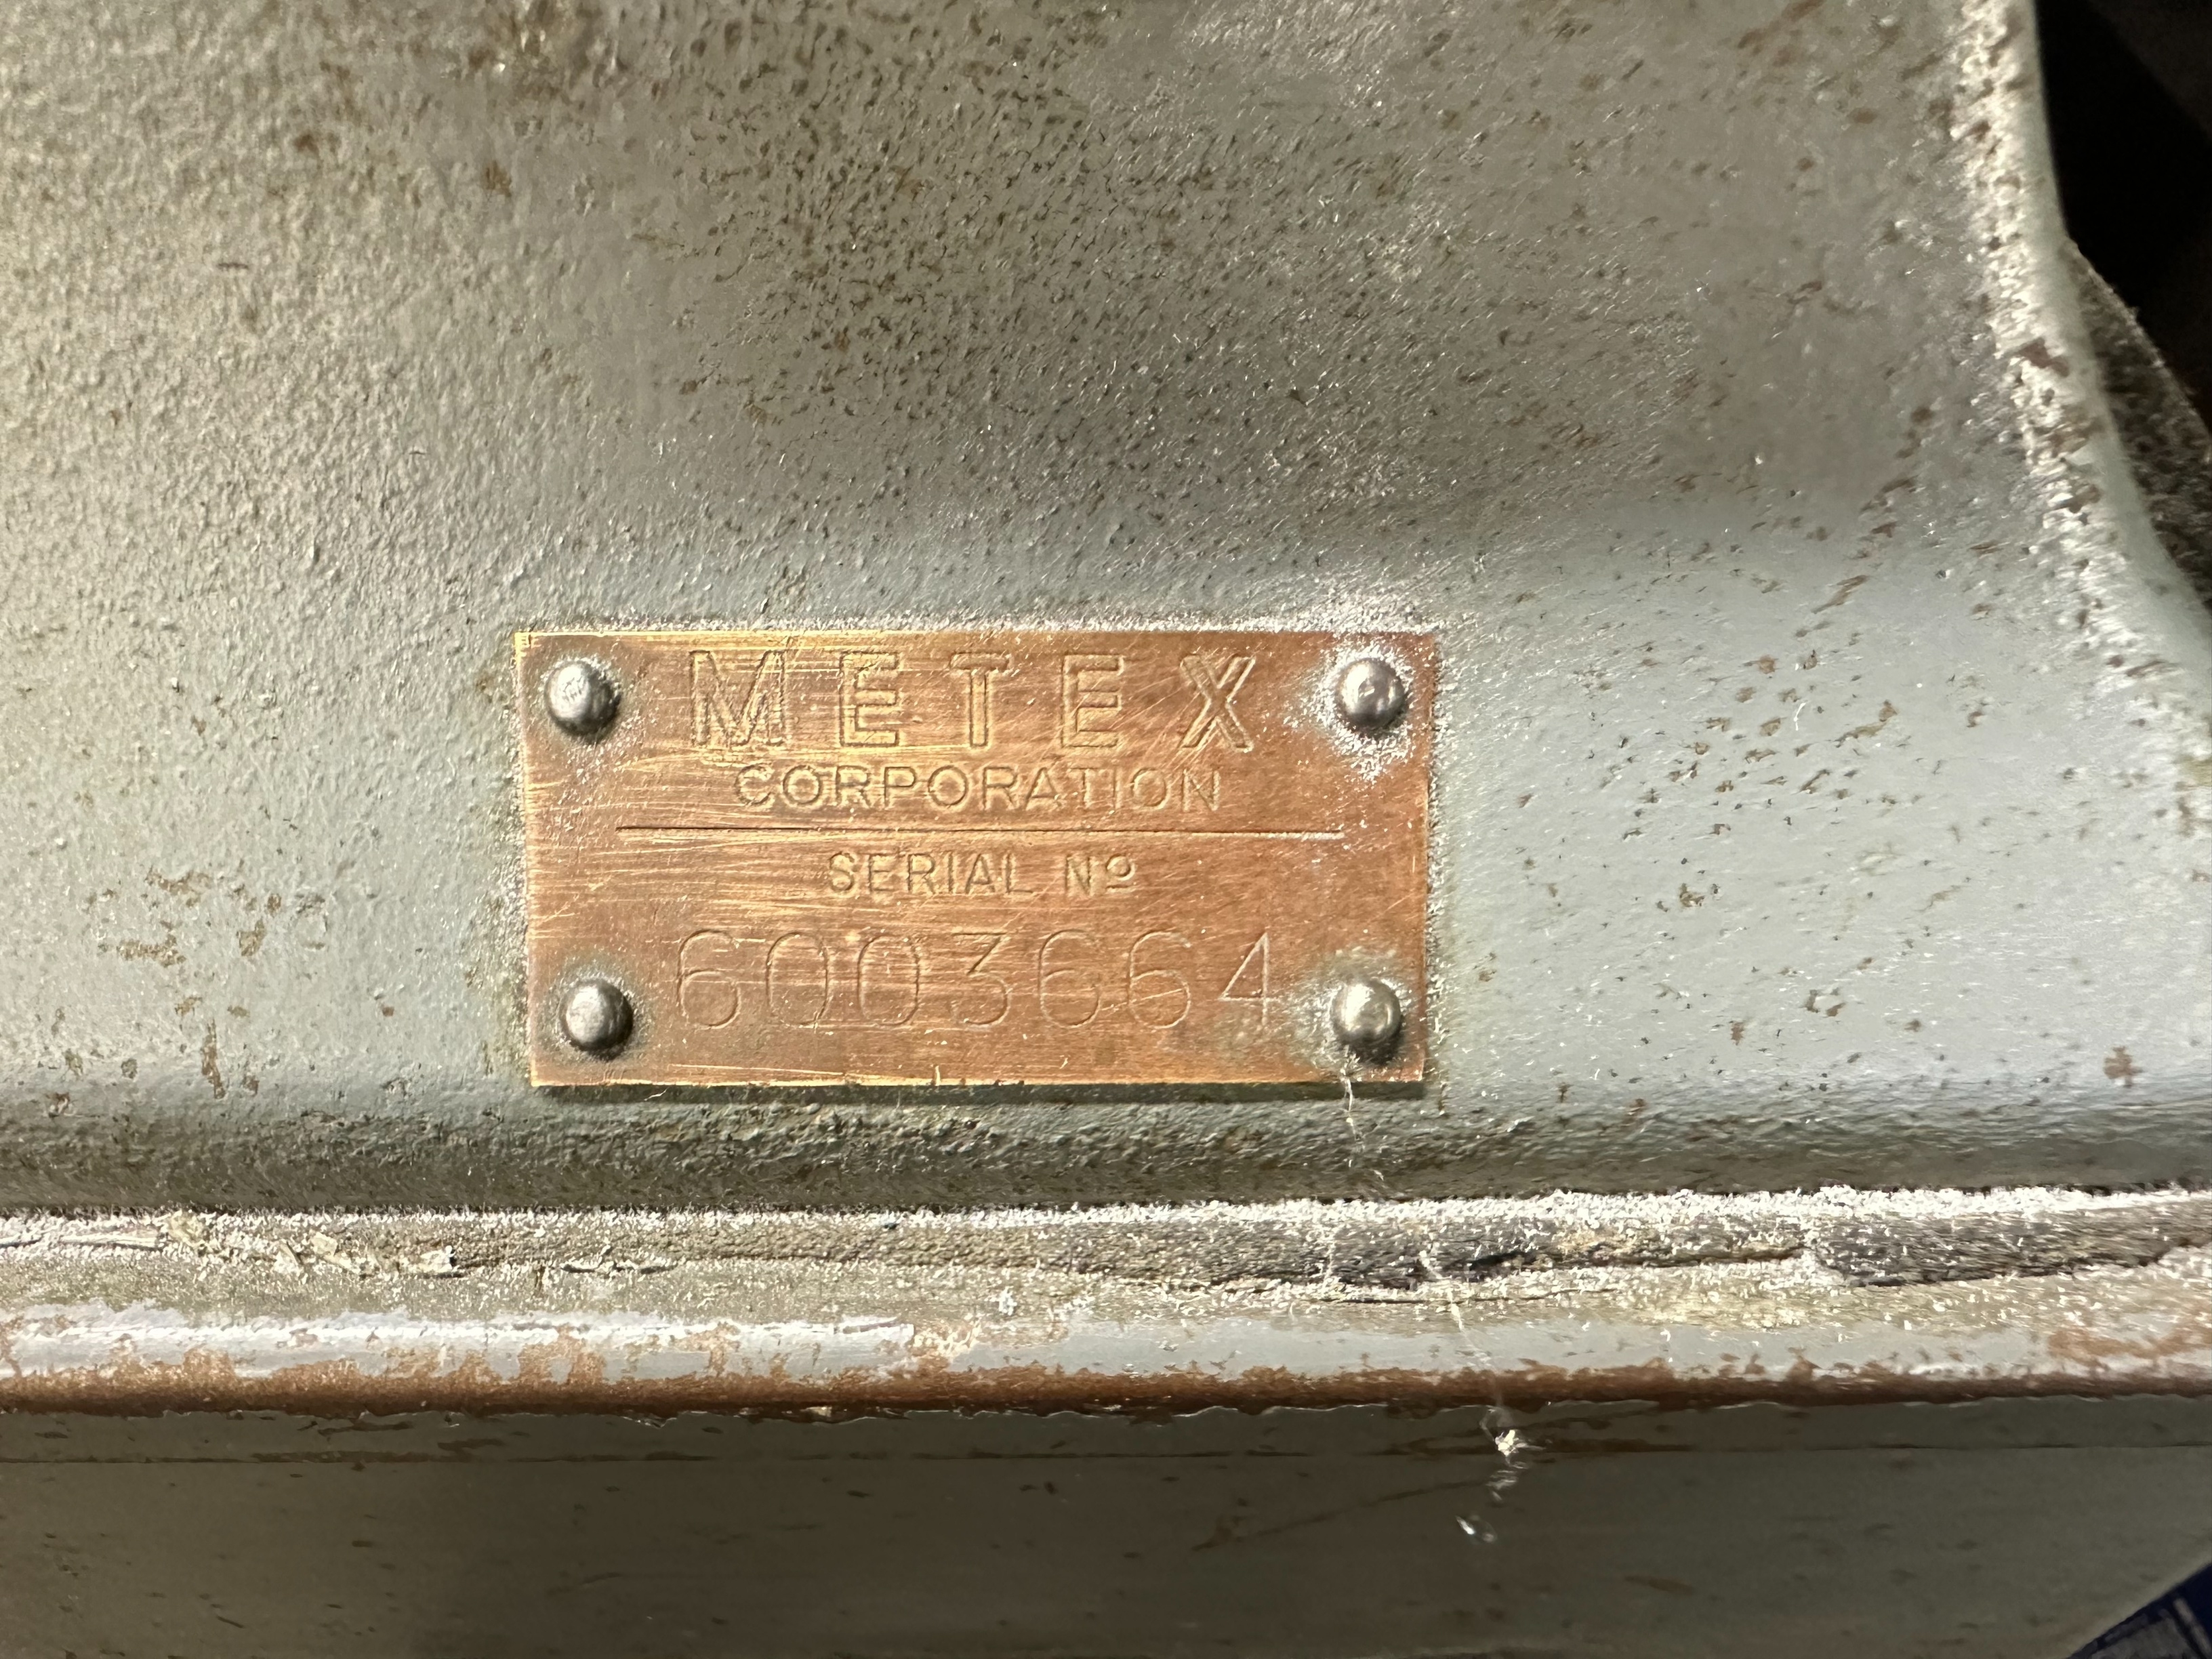 METEX
CORPORATION
SERIAL Nº
6003664